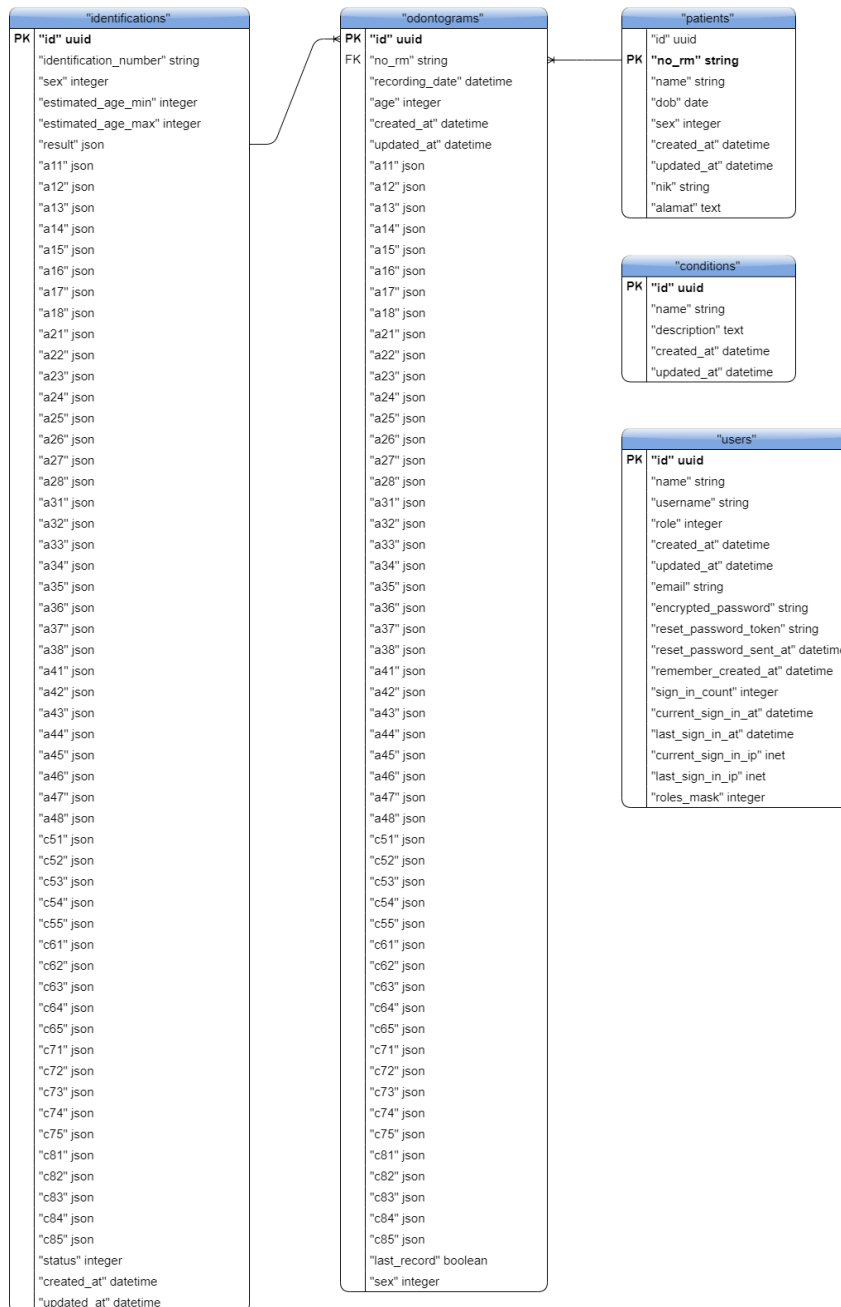 "identifications"
PK "id" uuid
"identification_number" string
"sex" integer
"estimated_age_min" integer
"estimated_age_max" integer
"result" json
"a11" json
"a12" json
"a13" json
"a14" json
"a15" json
"a16" json
"a17" json
"a18" json
"a21" json
"a22" json
"a23" json
"a24" json
"a25" json
"a26" json
"a27" json
"a28" json
"a31" json
"a32" json
"a33" json
"a34" json
"a35" json
"a36" json
"a37" json
"a38" json
"a41" json
"a42" json
"a43" json
"a44" json
"a45" json
"a46" json
"a47" json
"a48" json
"c51" json
"c52" json
"c53" json
"c54" json
"c55" json
"c61" json
"c62" json
"c63" json
"c64" json
"c65" json
"c71" json
"c72" json
"c73" json
"c74" json
"c75" json
"c81" json
"c82" json
"c83" json
"c84" json
"c85" json
"status" integer
"created_at" datetime
"updated_at" datetime
"odontograms"
PK "id" uuid
FK "no_rm" string
"recording_date" datetime
"age" integer
"created_at" datetime
"updated_at" datetime
"a11" json
"a12" json
"a13" json
"a14" json
"a15" json
"a16" json
"a17" json
"a18" json
"a21" json
"a22" json
"a23" json
"a24" json
"a25" json
"a26" json
"a27" json
"a28" json
"a31" json
"a32" json
"a33" json
"a34" json
"a35" json
"a36" json
"a37" json
"a38" json
"a41" json
"a42" json
"a43" json
"a44" json
"a45" json
"a46" json
"a47" json
"a48" json
"c51" json
"c52" json
"c53" json
"c54" json
"c55" json
"c61" json
"c62" json
"c63" json
"c64" json
"c65" json
"c71" json
"c72" json
"c73" json
"c74" json
"c75" json
"c81" json
"c82" json
"c83" json
"c84" json
"c85" json
"last_record" boolean
"sex" integer
"patients"
"id" uuid
PK "no_rm" string
"name" string
"dob" date
"sex" integer
"created_at" datetime
"updated_at" datetime
"nik" string
"alamat" text
"conditions"
PK "id" uuid
"name" string
"description" text
"created_at" datetime
"updated_at" datetime
"users"
PK "id" uuid
"name" string
"username" string
"role" integer
"created_at" datetime
"updated_at" datetime
"email" string
"encrypted_password" string
"reset_password_token" string
"reset_password_sent_at" datetime
"remember_created_at" datetime
"sign_in_count" integer
"current_sign_in_at" datetime
"last_sign_in_at" datetime
"current_sign_in_ip" inet
"last_sign_in_ip" inet
"roles_mask" integer